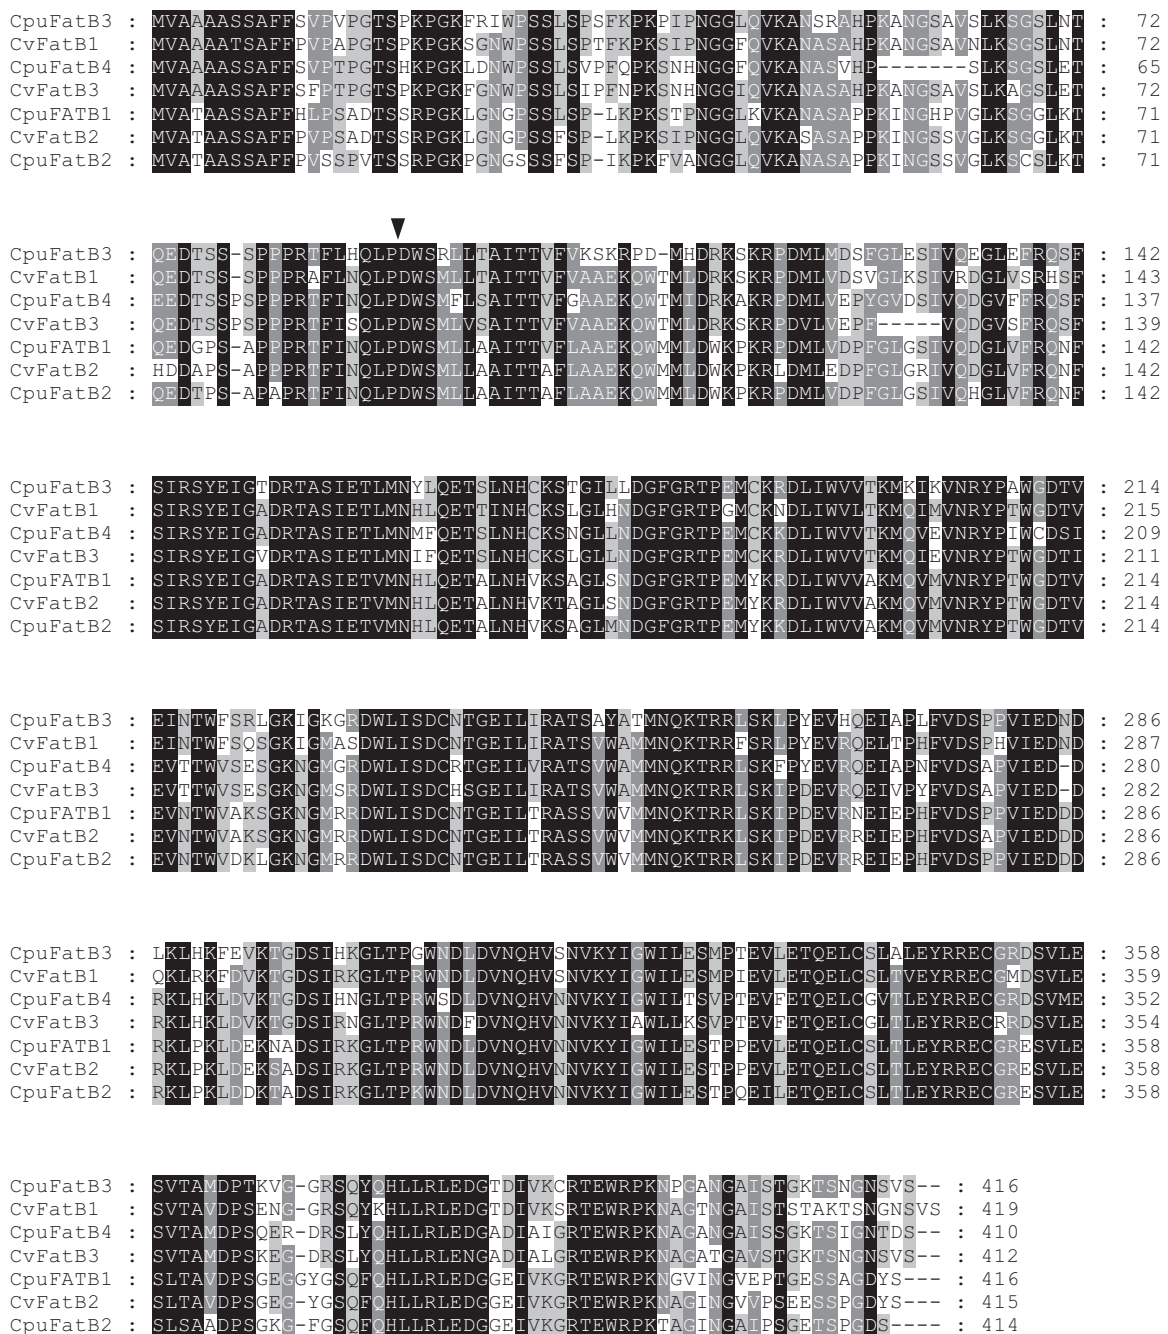 CpuFatB3 : MVAAAASSAFFSVPVPGTSPKPGKFRIWPSSLSPSFKPKPIPNGGLQVKANSRAHPKANGSAVSLKSGSLNT : 72
CvFatB1 : MVAAAATSAFFPVPAPGTSPKPGKSGNWPSSLSPTFKPKSIPNGGFQVKANASAHPKANGSAVNLKSGSLNT : 72
CpuFatB4 : MVAAAASSAFFSVPTPGTSHKPGKLDNWPSSLSVPFQPKSNHNGGFQVKANASVHP-------SLKSGSLET : 65
CvFatB3 : MVAAAASSAFFSFPTPGTSPKPGKFGNWPSSLSIPFNPKSNHNGGIQVKANASAHPKANGSAVSLKAGSLET : 72
CpuFATB1 : MVAAAASSAFFHLPSADTSSRPGKLGNGPSSLSP-LKPKSTPNGGLKVKANASAPPKINGHPVGLKSGGLKT : 71
CvFatB2 : MVATAASSAFFPVPSADTSSRPGKLGNGPSSFSP-LKPKSIPNGGLQVKASASAPPKINGSSVGLKSGGLKT : 71
CpuFatB2 : MVATAASSAFFPVSSPVTSSRPGKPGNGSSSFSP-IKPKFVANGGLQVKANASAPPKINGSSVGLKSCSLKT : 71
CpuFatB3 : QEDTSS-SPPPRTFLHQLPDWSRLLTAITTVFVKSKRPD-MHDRKSKRPDMLMDSFGLESIVQEGLEFRQSF : 142
CvFatB1 : QEDTSS-SPPPRAFLNQLPDWSMLLTAITTVFVAAEKQWTMLDRKSKRPDMLVDSVGLKSIVRDGLVSRHSF : 143
CpuFatB4 : EEDTSSPSPPPRTFINQLPDWSMFLSAITTVFGAAEKQWTMIDRKAKRPDMLVEPYGVDSIVQDGVFFRQSF : 137
CvFatB3 : QEDTSSPSPPPRTFISQLPDWSMLVSAITTVFVAAEKQWTMLDRKSKRPDVLVEPF-----VQDGVSFRQSF : 139
CpuFATB1 : QEDGPS-APPPRTFINQLPDWSMLLAAITTVFLAAEKQWMMLDWKPKRPDMLVDPFGLGSIVQDGLVFRQNF : 142
CvFatB2 : HDDAPS-APPPRTFINQLPDWSMLLAAITTAFLAAEKQWMMLDWKPKRLDMLEDPFGLGRIVQDGLVFRQNF : 142
CpuFatB2 : QEDTPS-APAPRTFINQLPDWSMLLAAITTAFLAAEKQWMMLDWKPKRPDMLVDPFGLGSIVQHGLVFRQNF : 142
CpuFatB3 : SIRSYEIGTDRTASIETLMNYLQETSLNHCKSTGILLDGFGRTPEMCKRDLIWVVTKMKIKVNRYPAWGDTV : 214
CvFatB1 : SIRSYEIGADRTASIETLMNHLQETTINHCKSLGLHNDGFGRTPGMCKNDLIWVLTKMQIMVNRYPTWGDTV : 215
CpuFatB4 : SIRSYEIGADRTASIETLMNMFQETSLNHCKSNGLLNDGFGRTPEMCKKDLIWVVTKMQVEVNRYPIWCDSI : 209
CvFatB3 : SIRSYEIGVDRTASIETLMNIFQETSLNHCKSLGLLNDGFGRTPEMCKRDLIWVVTKMQIEVNRYPTWGDTI : 211
CpuFATB1 : SIRSYEIGADRTASIETVMNHLQETALNHVKSAGLSNDGFGRTPEMYKRDLIWVVAKMQVMVNRYPTWGDTV : 214
CvFatB2 : SIRSYEIGADRTASIETVMNHLQETALNHVKTAGLSNDGFGRTPEMYKRDLIWVVAKMQVMVNRYPTWGDTV : 214
CpuFatB2 : SIRSYEIGADRTASIETVMNHLQETALNHVKSAGLMNDGFGRTPEMYKKDLIWVVAKMQVMVNRYPTWGDTV : 214
CpuFatB3 : EINTWFSRLGKIGKGRDWLISDCNTGEILIRATSAYATMNQKTRRLSKLPYEVHQEIAPLFVDSPPVIEDND : 286
CvFatB1 : EINTWFSQSGKIGMASDWLISDCNTGEILIRATSVWAMMNQKTRRFSRLPYEVRQELTPHFVDSPHVIEDND : 287
CpuFatB4 : EVTTWVSESGKNGMGRDWLISDCRTGEILVRATSVWAMMNQKTRRLSKFPYEVRQEIAPNFVDSAPVIED-D : 280
CvFatB3 : EVTTWVSESGKNGMSRDWLISDCHSGEILIRATSVWAMMNQKTRRLSKIPDEVRQEIVPYFVDSAPVIED-D : 282
CpuFATB1 : EVNTWVAKSGKNGMRRDWLISDCNTGEILTRASSVWVMMNQKTRRLSKIPDEVRNEIEPHFVDSPPVIEDDD : 286
CvFatB2 : EVNTWVAKSGKNGMRRDWLISDCNTGEILTRASSVWVMMNQKTRKLSKIPDEVRREIEPHFVDSAPVIEDDD : 286
CpuFatB2 : EVNTWVDKLGKNGMRRDWLISDCNTGEILTRASSVWVMMNQKTRRLSKIPDEVRREIEPHFVDSPPVIEDDD : 286
CpuFatB3 : LKLHKFEVKTGDSIHKGLTPGWNDLDVNQHVSNVKYIGWILESMPTEVLETQELCSLALEYRRECGRDSVLE : 358
CvFatB1 : QKLRKFDVKTGDSIRKGLTPRWNDLDVNQHVSNVKYIGWILESMPIEVLETQELCSLTVEYRRECGMDSVLE : 359
CpuFatB4 : RKLHKLDVKTGDSIHNGLTPRWSDLDVNQHVNNVKYIGWILTSVPTEVFETQELCGVTLEYRRECGRDSVME : 352
CvFatB3 : RKLHKLDVKTGDSIRNGLTPRWNDFDVNQHVNNVKYIAWLLKSVPTEVFETQELCGLTLEYRRECRRDSVLE : 354
CpuFATB1 : RKLPKLDEKNADSIRKGLTPRWNDLDVNQHVNNVKYIGWILESTPPEVLETQELCSLTLEYRRECGRESVLE : 358
CvFatB2 : RKLPKLDEKSADSIRKGLTPRWNDLDVNQHVNNVKYIGWILESTPPEVLETQELCSLTLEYRRECGRESVLE : 358
CpuFatB2 : RKLPKLDDKTADSIRKGLTPKWNDLDVNQHVNNVKYIGWILESTPQEILETQELCSLTLEYRRECGRESVLE : 358
CpuFatB3 : SVTAMDPTKVG-GRSQYQHLLRLEDGTDIVKCRTEWRPKNPGANGAISTGKTSNGNSVS-- : 416
CvFatB1 : SVTAVDPSENG-GRSQYKHLLRLEDGTDIVKSRTEWRPKNAGTNGAISTSTAKTSNGNSVS : 419
CpuFatB4 : SVTAMDPSQER-DRSLYQHLLRLEDGADIAIGRTEWRPKNAGANGAISSGKTSIGNTDS-- : 410
CvFatB3 : SVTAMDPSKEG-DRSLYQHLLRLENGADIALGRTEWRPKNAGATGAVSTGKTSNGNSVS-- : 412
CpuFATB1 : SLTAVDPSGEGGYGSQFQHLLRLEDGGEIVKGRTEWRPKNGVINGVEPTGESSAGDYS--- : 416
CvFatB2 : SLTAVDPSGEG-YGSQFQHLLRLEDGGEIVKGRTEWRPKNAGINGVVPSEESSPGDYS--- : 415
CpuFatB2 : SLSAADPSGKG-FGSQFQHLLRLEDGGEIVKGRTEWRPKTAGINGAIPSGETSPGDS---- : 414